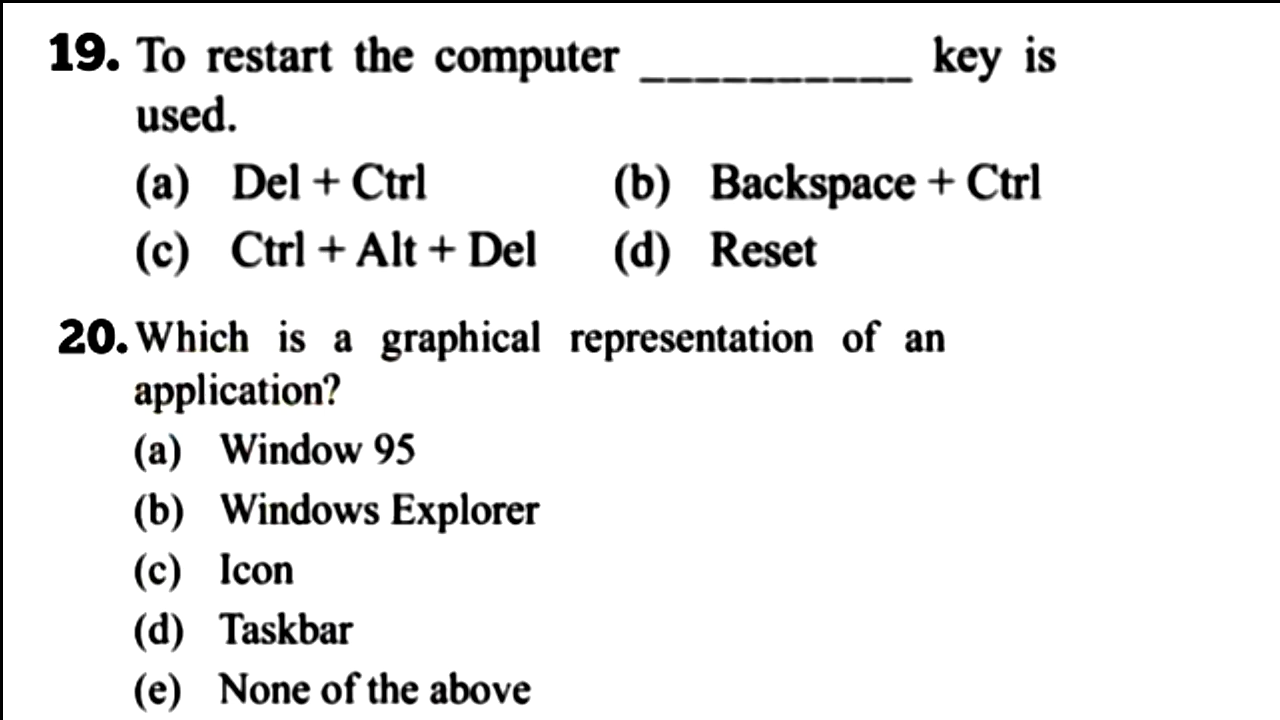 19. To restart the computer __________ key is
used.
(a) Del + Ctrl (b) Backspace + Ctrl
(c) Ctrl + Alt + Del (d) Reset
20. Which is a graphical representation of an
application?
(a) Window 95
(b) Windows Explorer
(c) Icon
(d) Taskbar
(e) None of the above